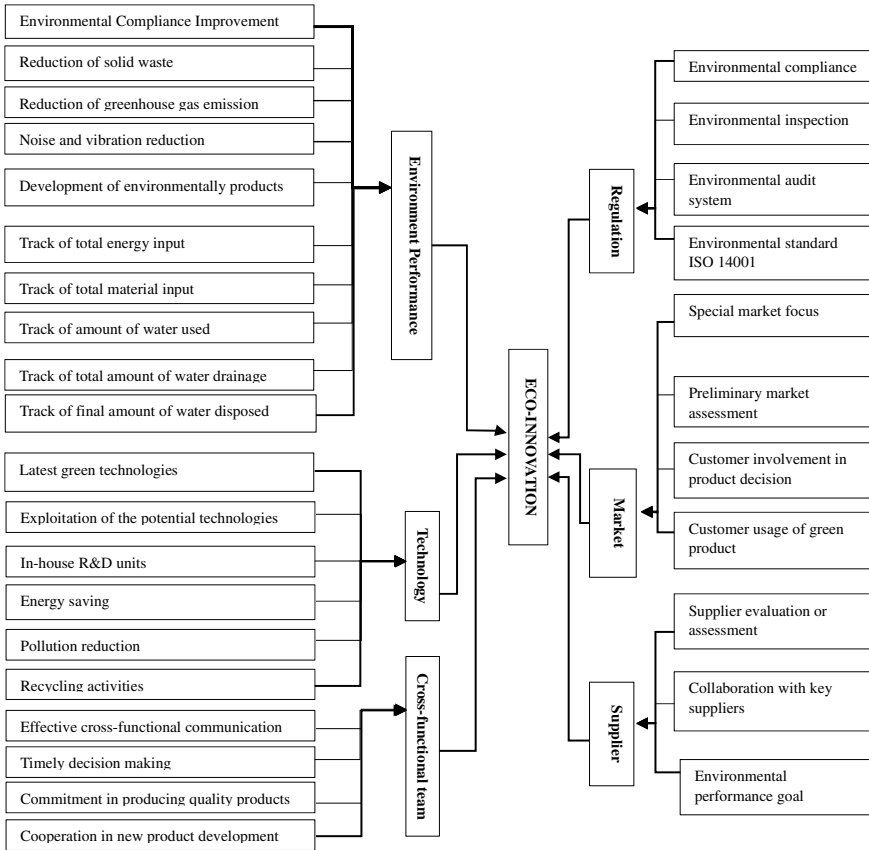 Environmental Compliance Improvement
Reduction of solid waste
Reduction of greenhouse gas emission
Noise and vibration reduction
Development of environmentally products
Track of total energy input
Track of total material input
Track of amount of water used
Track of total amount of water drainage
Track of final amount of water disposed
Environment Performance
Latest green technologies
Exploitation of the potential technologies
In-house R&D units
Energy saving
Pollution reduction
Recycling activities
Technology
Effective cross-functional communication
Timely decision making
Commitment in producing quality products
Cooperation in new product development
Cross-functional team
ECO-INNOVATION
Regulation
Environmental compliance
Environmental inspection
Environmental audit
system
Environmental standard
ISO 14001
Market
Special market focus
Preliminary market
assessment
Customer involvement in
product decision
Customer usage of green
product
Supplier
Supplier evaluation or
assessment
Collaboration with key
suppliers
Environmental
performance goal